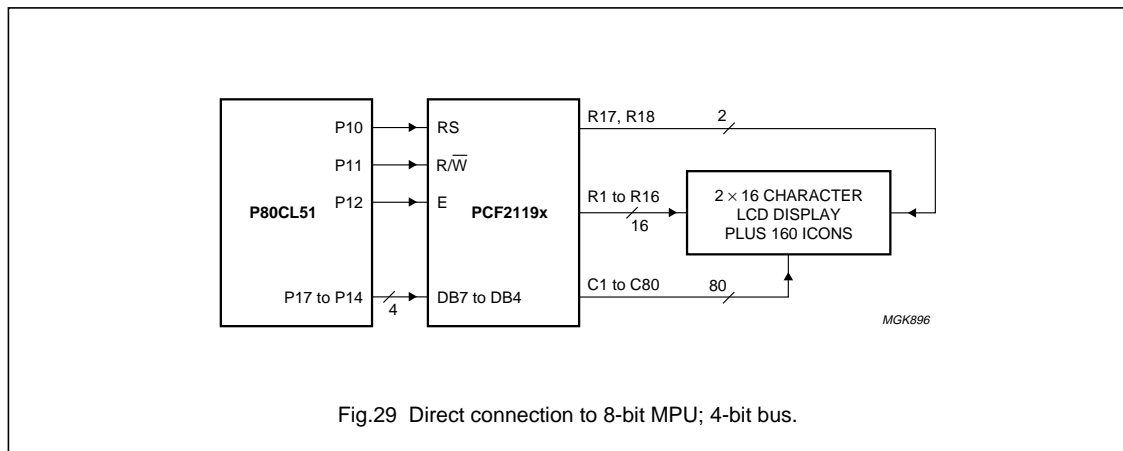 P80CL51
P10
P11
P12
P17 to P14
4
RS
R/W̅
E
PCF2119x
DB7 to DB4
R17, R18
2
R1 to R16
16
C1 to C80
80
2 × 16 CHARACTER
LCD DISPLAY
PLUS 160 ICONS
MGK896
Fig.29 Direct connection to 8-bit MPU; 4-bit bus.